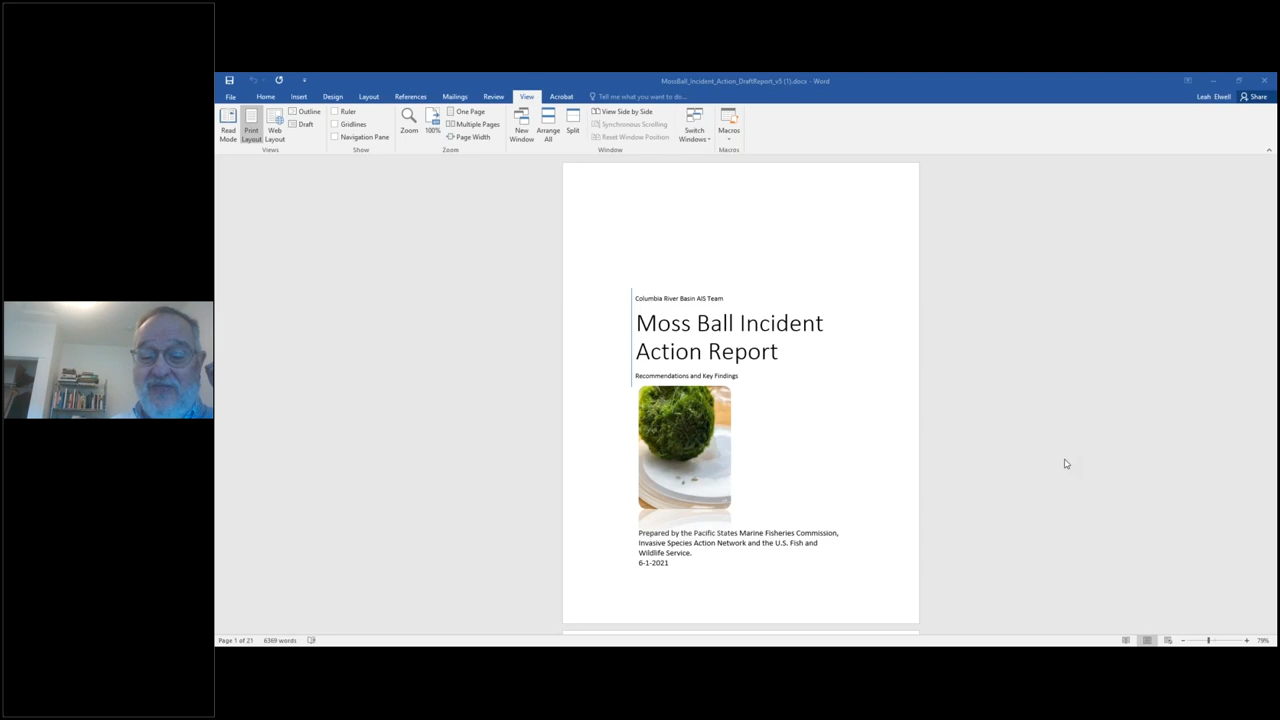 MossBall_Incident_Action_DraftReport_v5 (1).docx - Word
File Home Insert Design Layout References Mailings Review View Acrobat Tell me what you want to do... Leah Elwell Share
Read Mode
Print Layout
Web Layout
Outline
Draft
Views
Ruler
Gridlines
Navigation Pane
Show
Zoom
100%
One Page
Multiple Pages
Page Width
Zoom
New Window
Arrange All
Split
View Side by Side
Synchronous Scrolling
Reset Window Position
Window
Switch Windows
Macros
Macros
Columbia River Basin AIS Team
Moss Ball Incident
Action Report
Recommendations and Key Findings
Prepared by the Pacific States Marine Fisheries Commission,
Invasive Species Action Network and the U.S. Fish and
Wildlife Service.
6-1-2021
Page 1 of 21 6369 words 79%